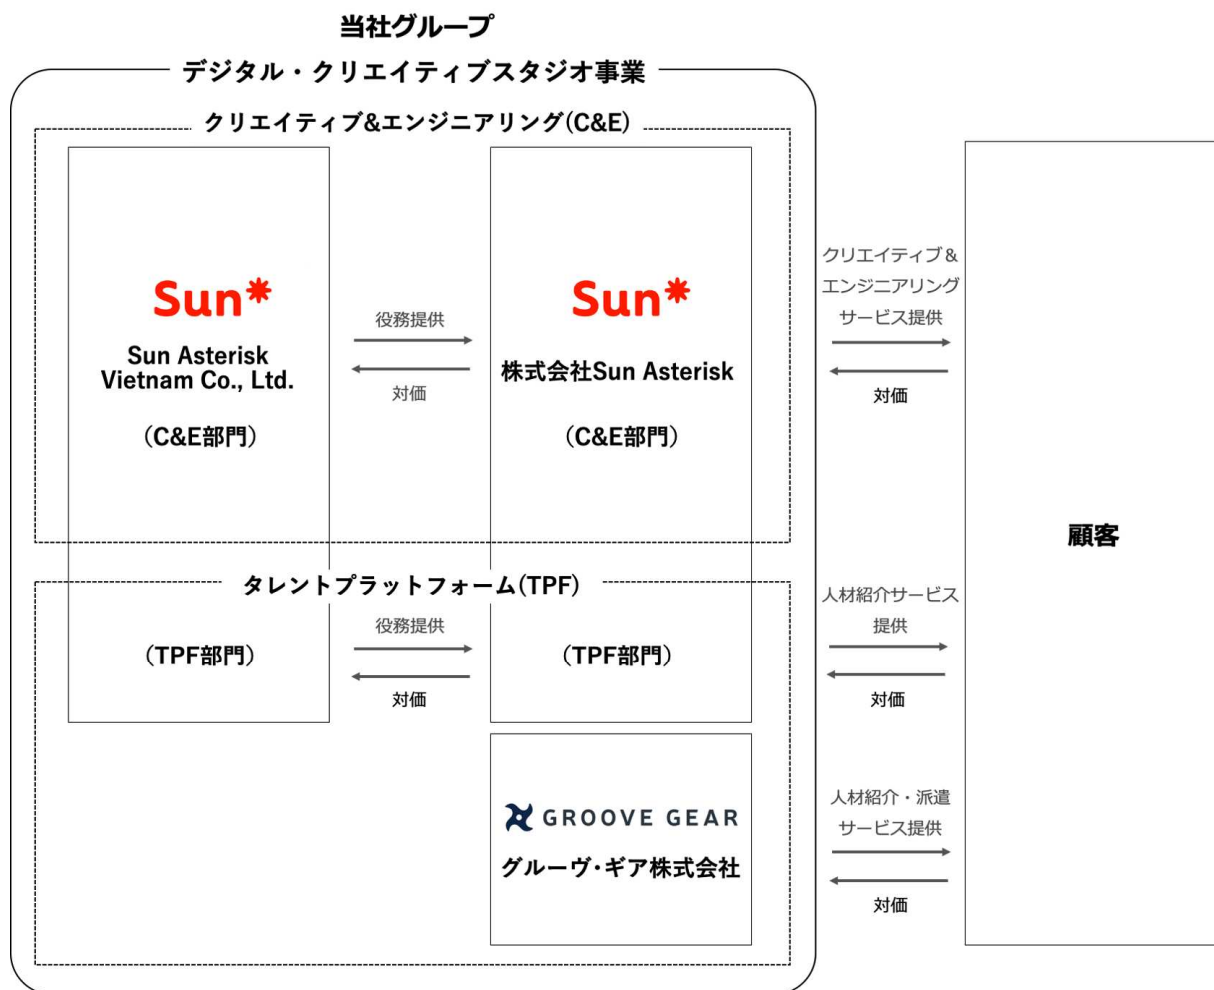 当社グループ
デジタル・クリエイティブスタジオ事業
クリエイティブ&エンジニアリング(C&E)
Sun*
Sun Asterisk
Vietnam Co., Ltd.
(C&E部門)
役務提供
対価
Sun*
株式会社Sun Asterisk
(C&E部門)
クリエイティブ&
エンジニアリング
サービス提供
対価
顧客
タレントプラットフォーム(TPF)
(TPF部門)
役務提供
対価
(TPF部門)
人材紹介サービス
提供
対価
GROOVE GEAR
グルーヴ・ギア株式会社
人材紹介・派遣
サービス提供
対価